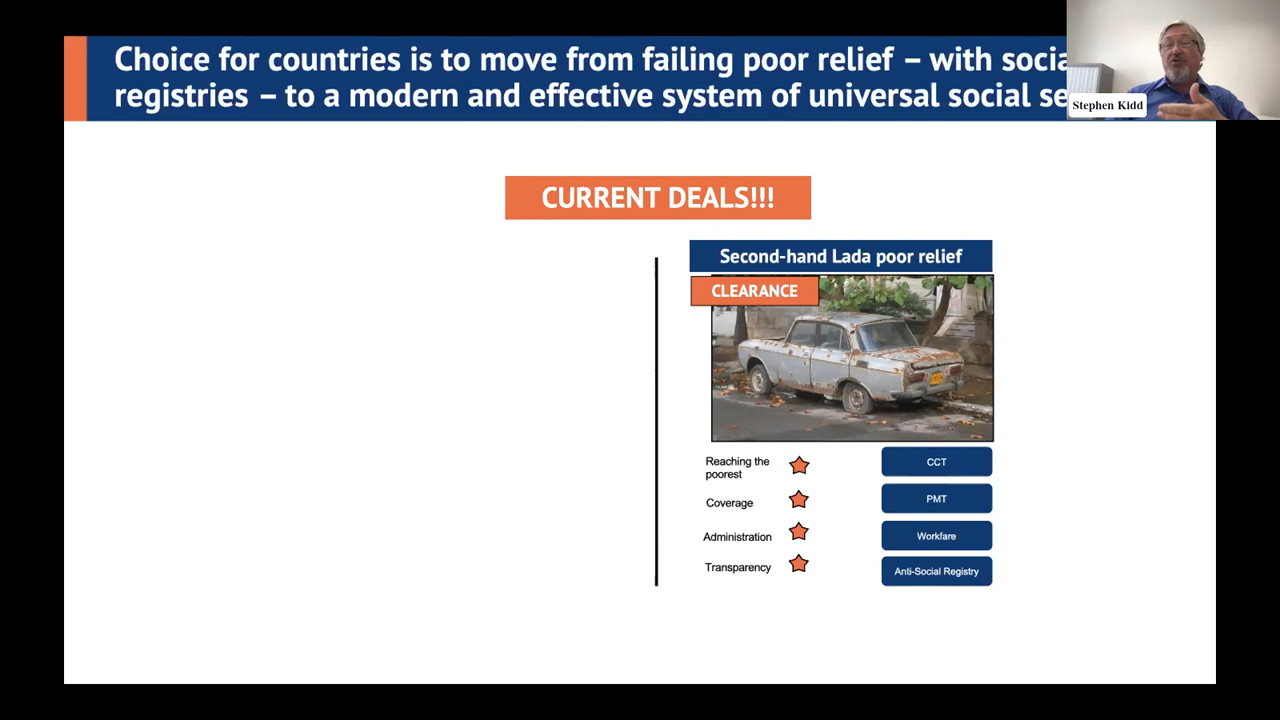 Choice for countries is to move from failing poor relief – with
registries – to a modern and effective system of universal social
Stephen Kidd
CURRENT DEALS!!!
Second-hand Lada poor relief
CLEARANCE
Reaching the
poorest
CCT
Coverage
PMT
Administration
Workfare
Transparency
Anti-Social Registry